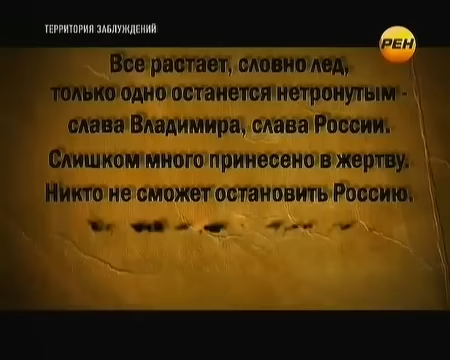 ТЕРРИТОРИЯ ЗАБЛУЖДЕНИЙ
РЕН
Все растает, словно лед,
только одно останется нетронутым -
слава Владимира, слава России.
Слишком много принесено в жертву.
Никто не сможет остановить Россию.